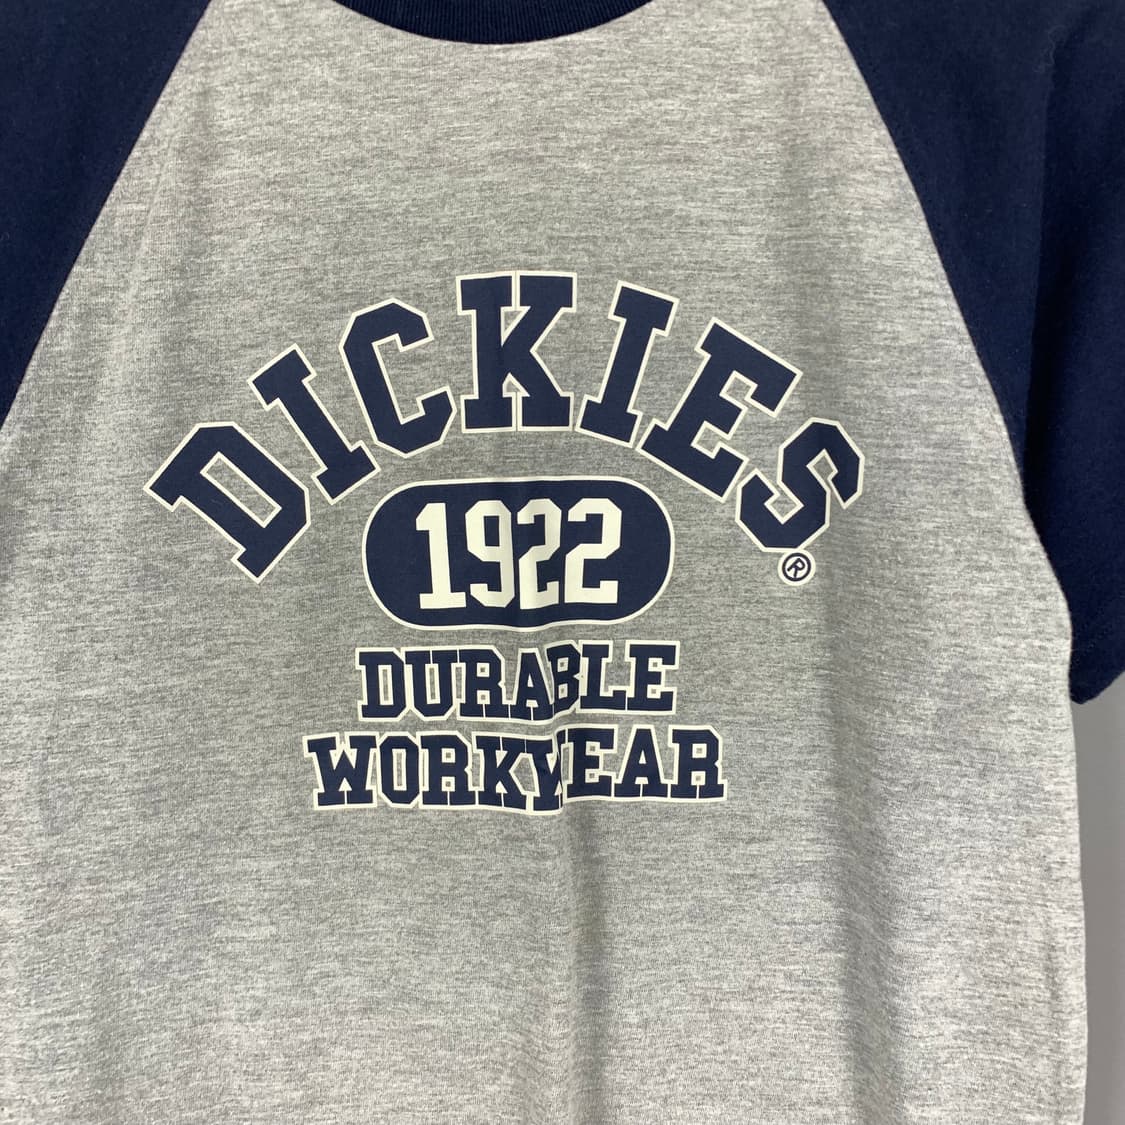 DICKIES
®
1922
DURABLE
WORKWEAR